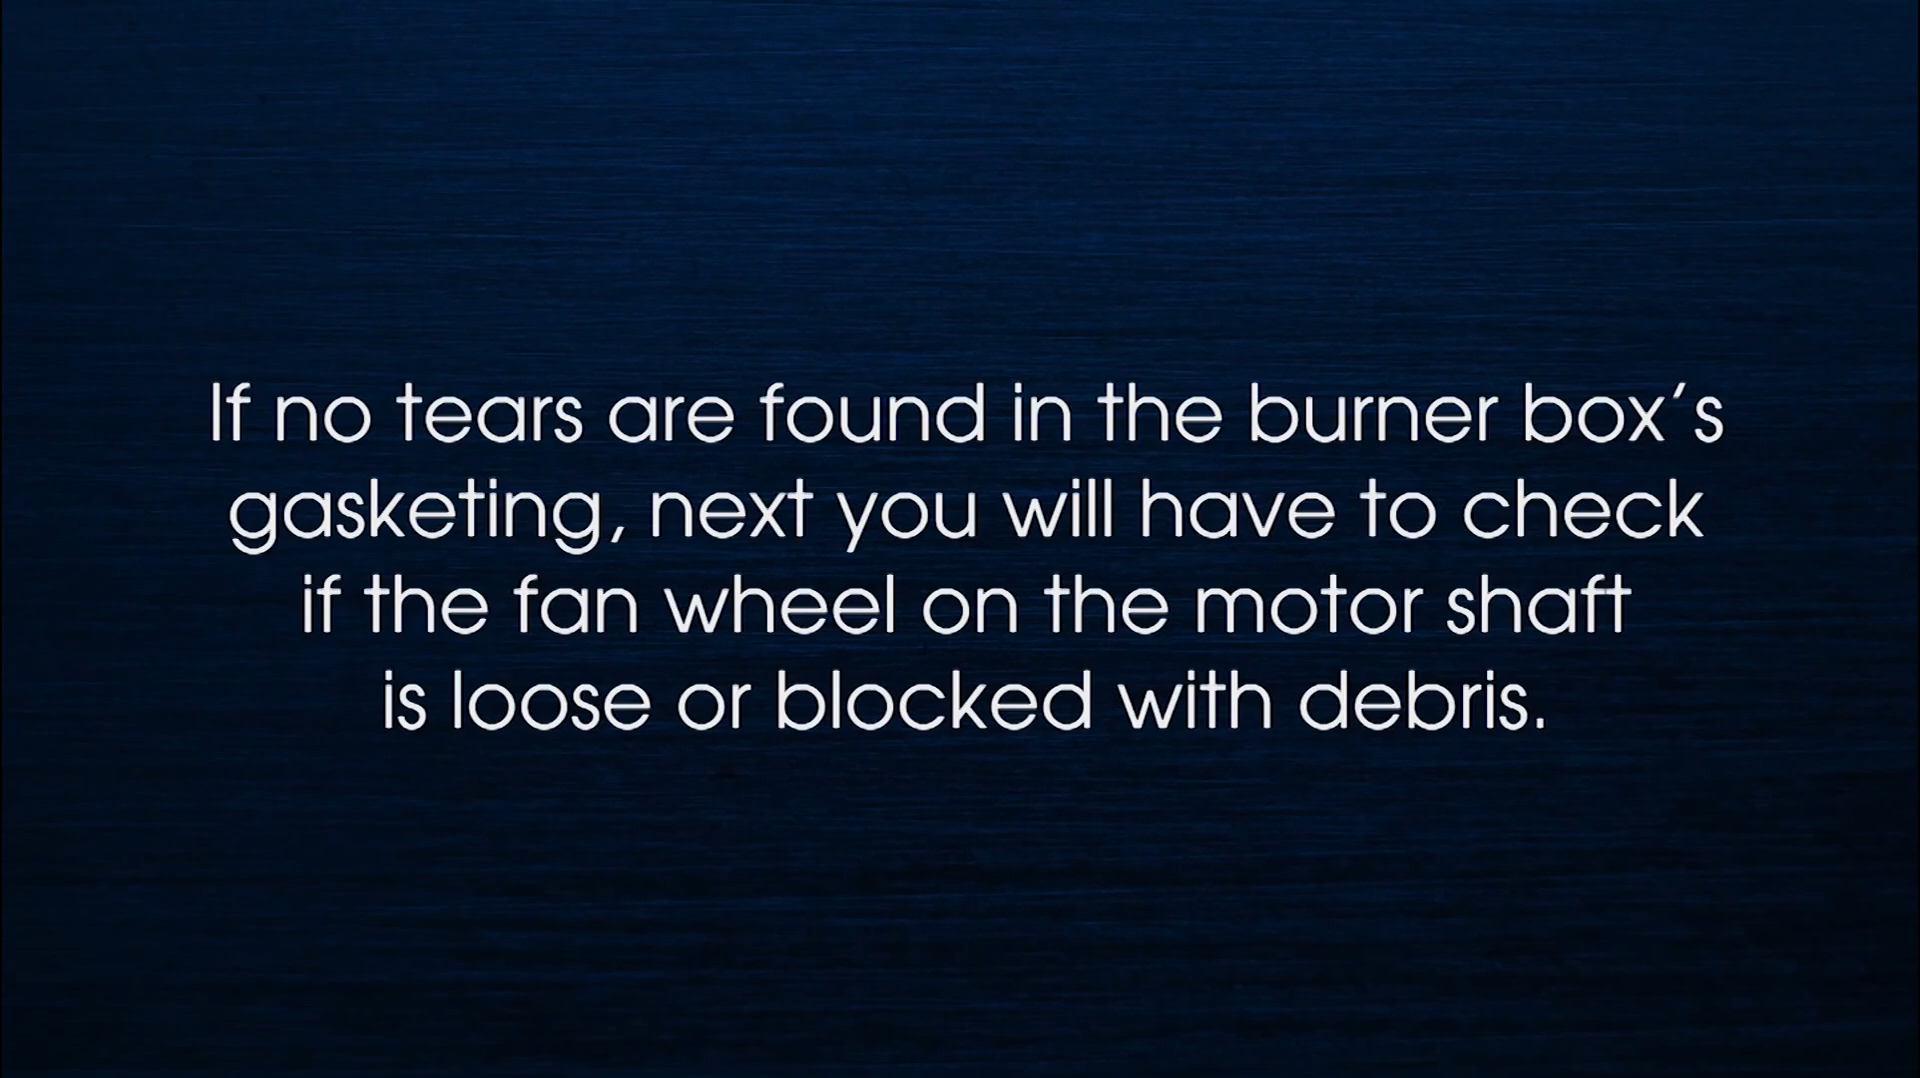 If no tears are found in the burner box's
gasketing, next you will have to check
if the fan wheel on the motor shaft
is loose or blocked with debris.